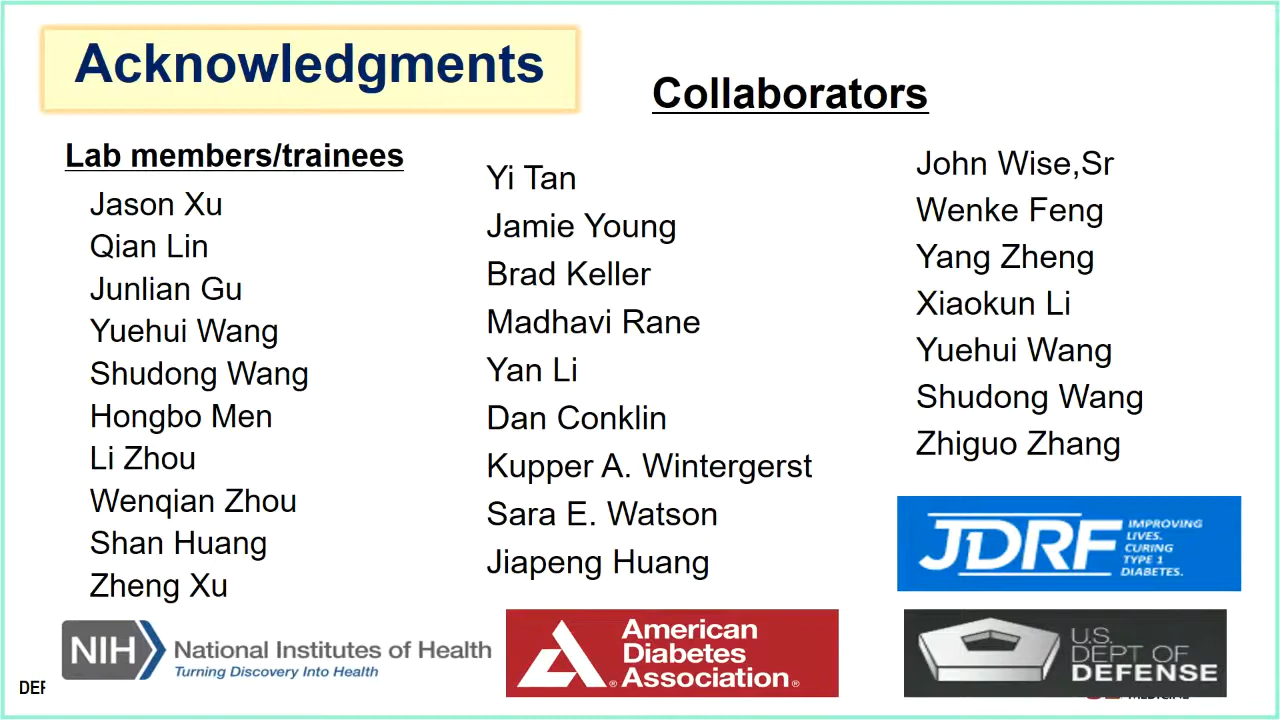 Acknowledgments
Collaborators
Lab members/trainees
Jason Xu
Qian Lin
Junlian Gu
Yuehui Wang
Shudong Wang
Hongbo Men
Li Zhou
Wenqian Zhou
Shan Huang
Zheng Xu
Yi Tan
Jamie Young
Brad Keller
Madhavi Rane
Yan Li
Dan Conklin
Kupper A. Wintergerst
Sara E. Watson
Jiapeng Huang
John Wise,Sr
Wenke Feng
Yang Zheng
Xiaokun Li
Yuehui Wang
Shudong Wang
Zhiguo Zhang
JDRF
IMPROVING
LIVES.
CURING
TYPE 1
DIABETES.
NIH
National Institutes of Health
Turning Discovery Into Health
American
Diabetes
Association®
U.S.
DEPT OF
DEFENSE